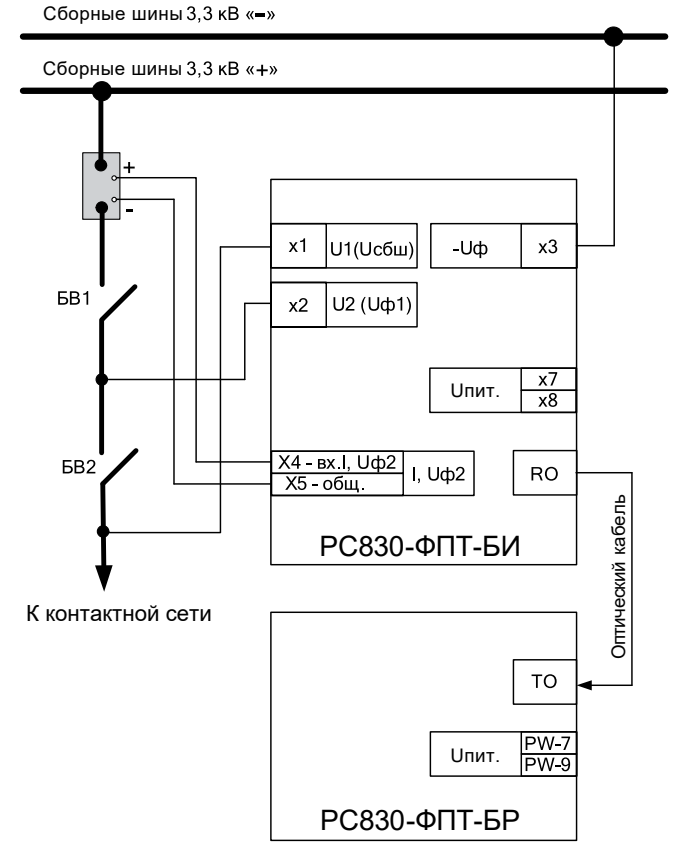 Сборные шины 3,3 кВ «−»
Сборные шины 3,3 кВ «+»
+
-
x1
U1(Uсбш)
-Uф
x3
БВ1
x2
U2 (Uф1)
Uпит.
x7
x8
БВ2
X4 - вх.I, Uф2
X5 - общ.
I, Uф2
RO
РС830-ФПТ-БИ
Оптический кабель
К контактной сети
TO
Uпит.
PW-7
PW-9
РС830-ФПТ-БР